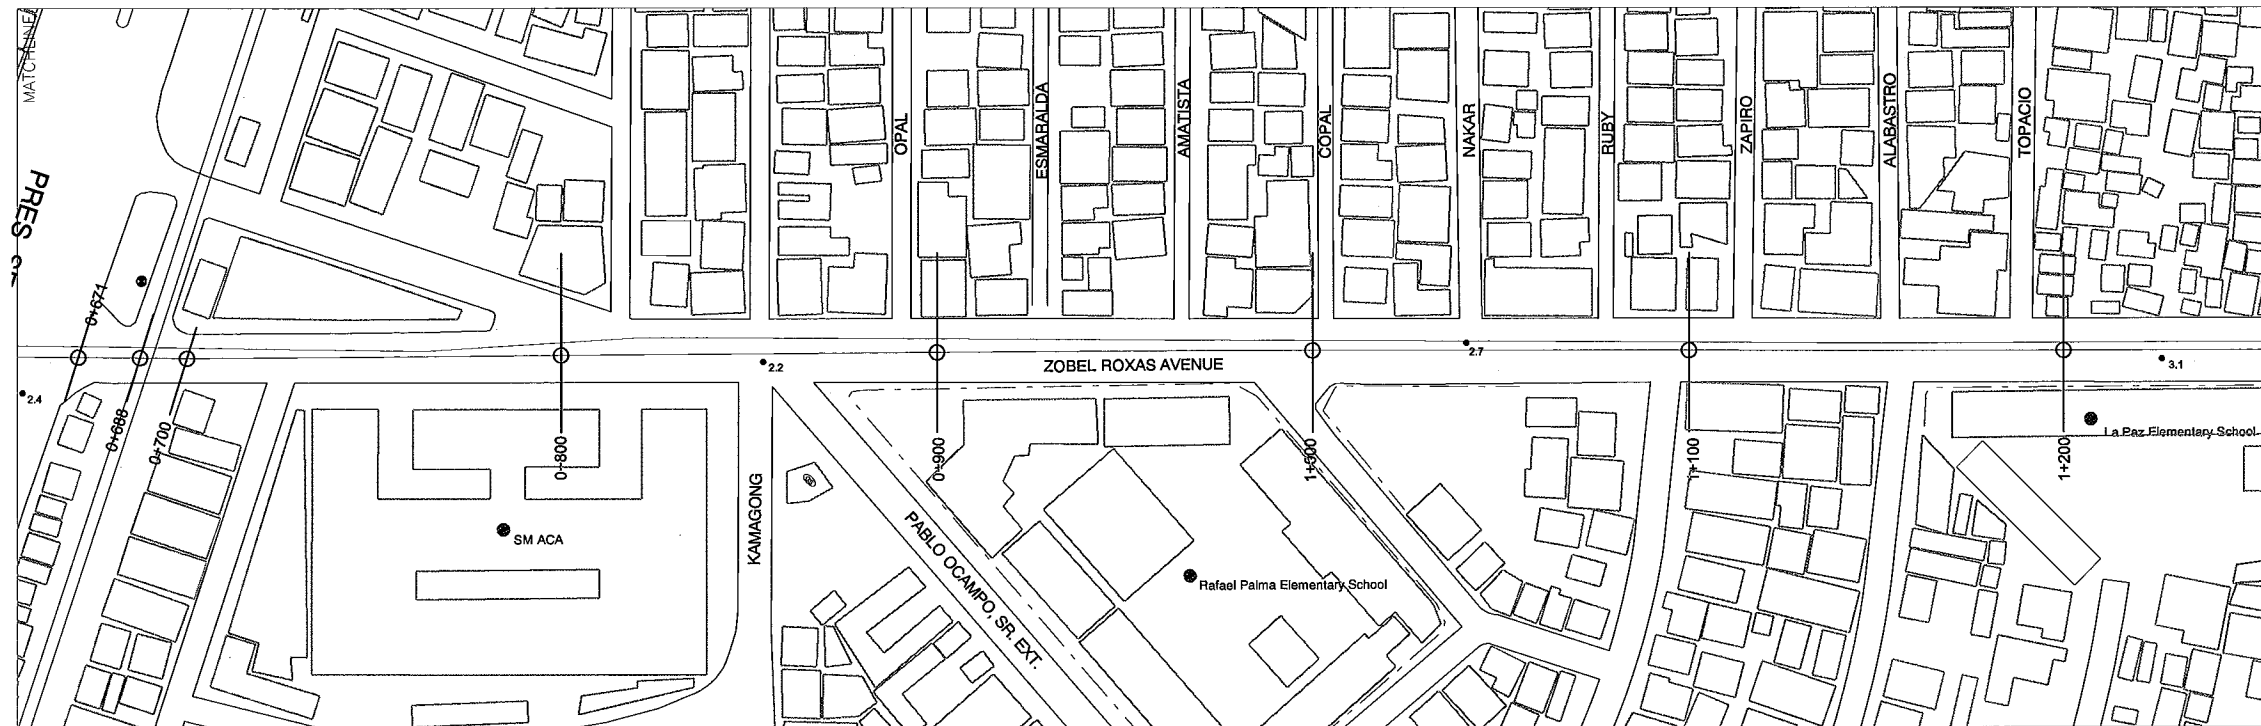 MATCHLINE
PRES
OPAL
ESMARALDA
AMATISTA
COPAL
NAKAR
RUBY
ZAPIRO
ALABASTRO
TOPACIO
0+671
2.4
0+688
0+700
0+800
2.2
0+900
ZOBEL ROXAS AVENUE
1+000
2.7
1+100
1+200
3.1
La Paz Elementary School
SM ACA
KAMAGONG
PABLO OCAMPO, SR. EXT.
Rafael Palma Elementary School